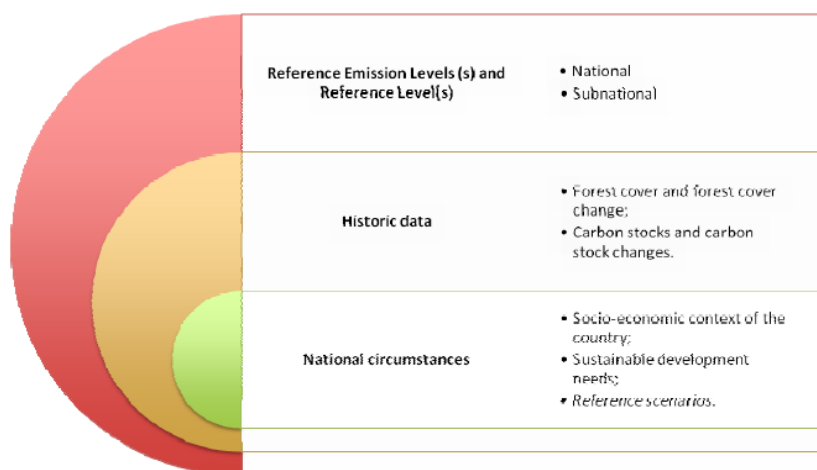 Reference Emission Levels (s) and
Reference Level(s)
• National
• Subnational
Historic data
• Forest cover and forest cover
change;
• Carbon stocks and carbon
stock changes.
National circumstances
• Socio-economic context of the
country;
• Sustainable development
needs;
• Reference scenarios.